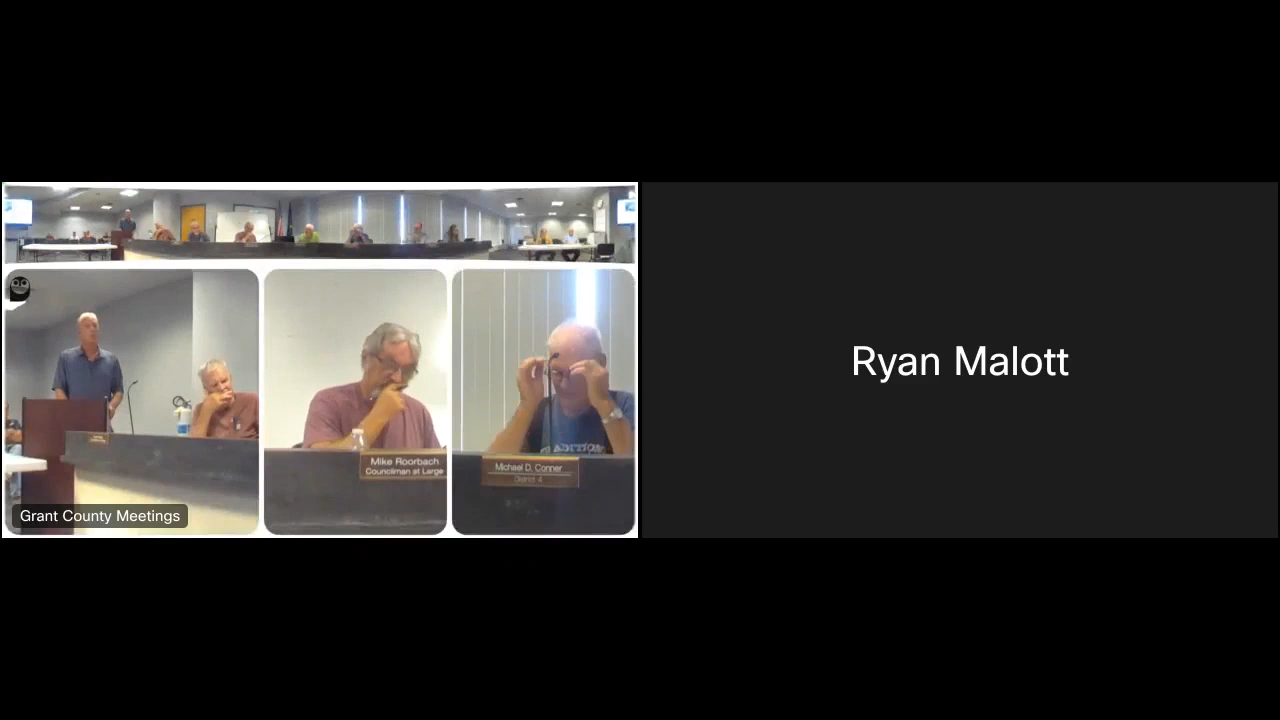 Grant County Meetings
Mike Roorbach
Councilman at Large
Michael D. Conner
District 4
Ryan Malott